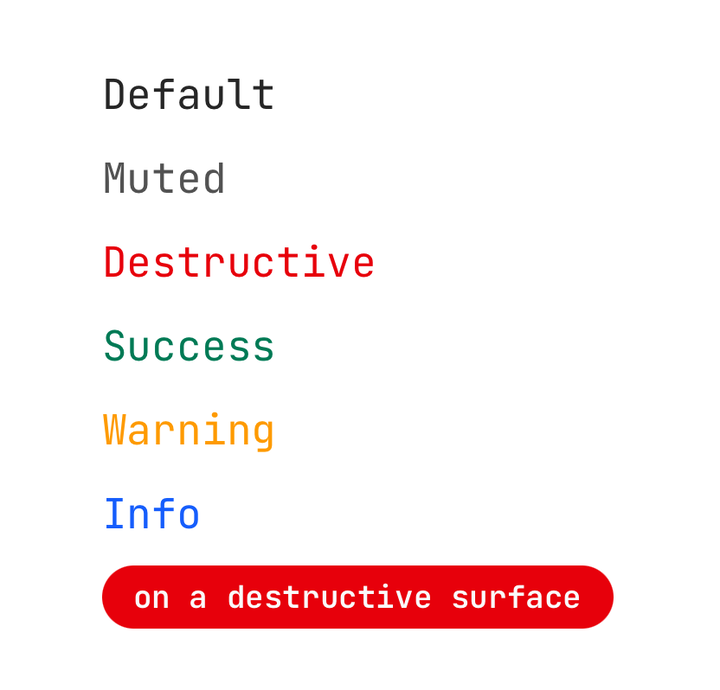 Default
Muted
Destructive
Success
Warning
Info
on a destructive surface